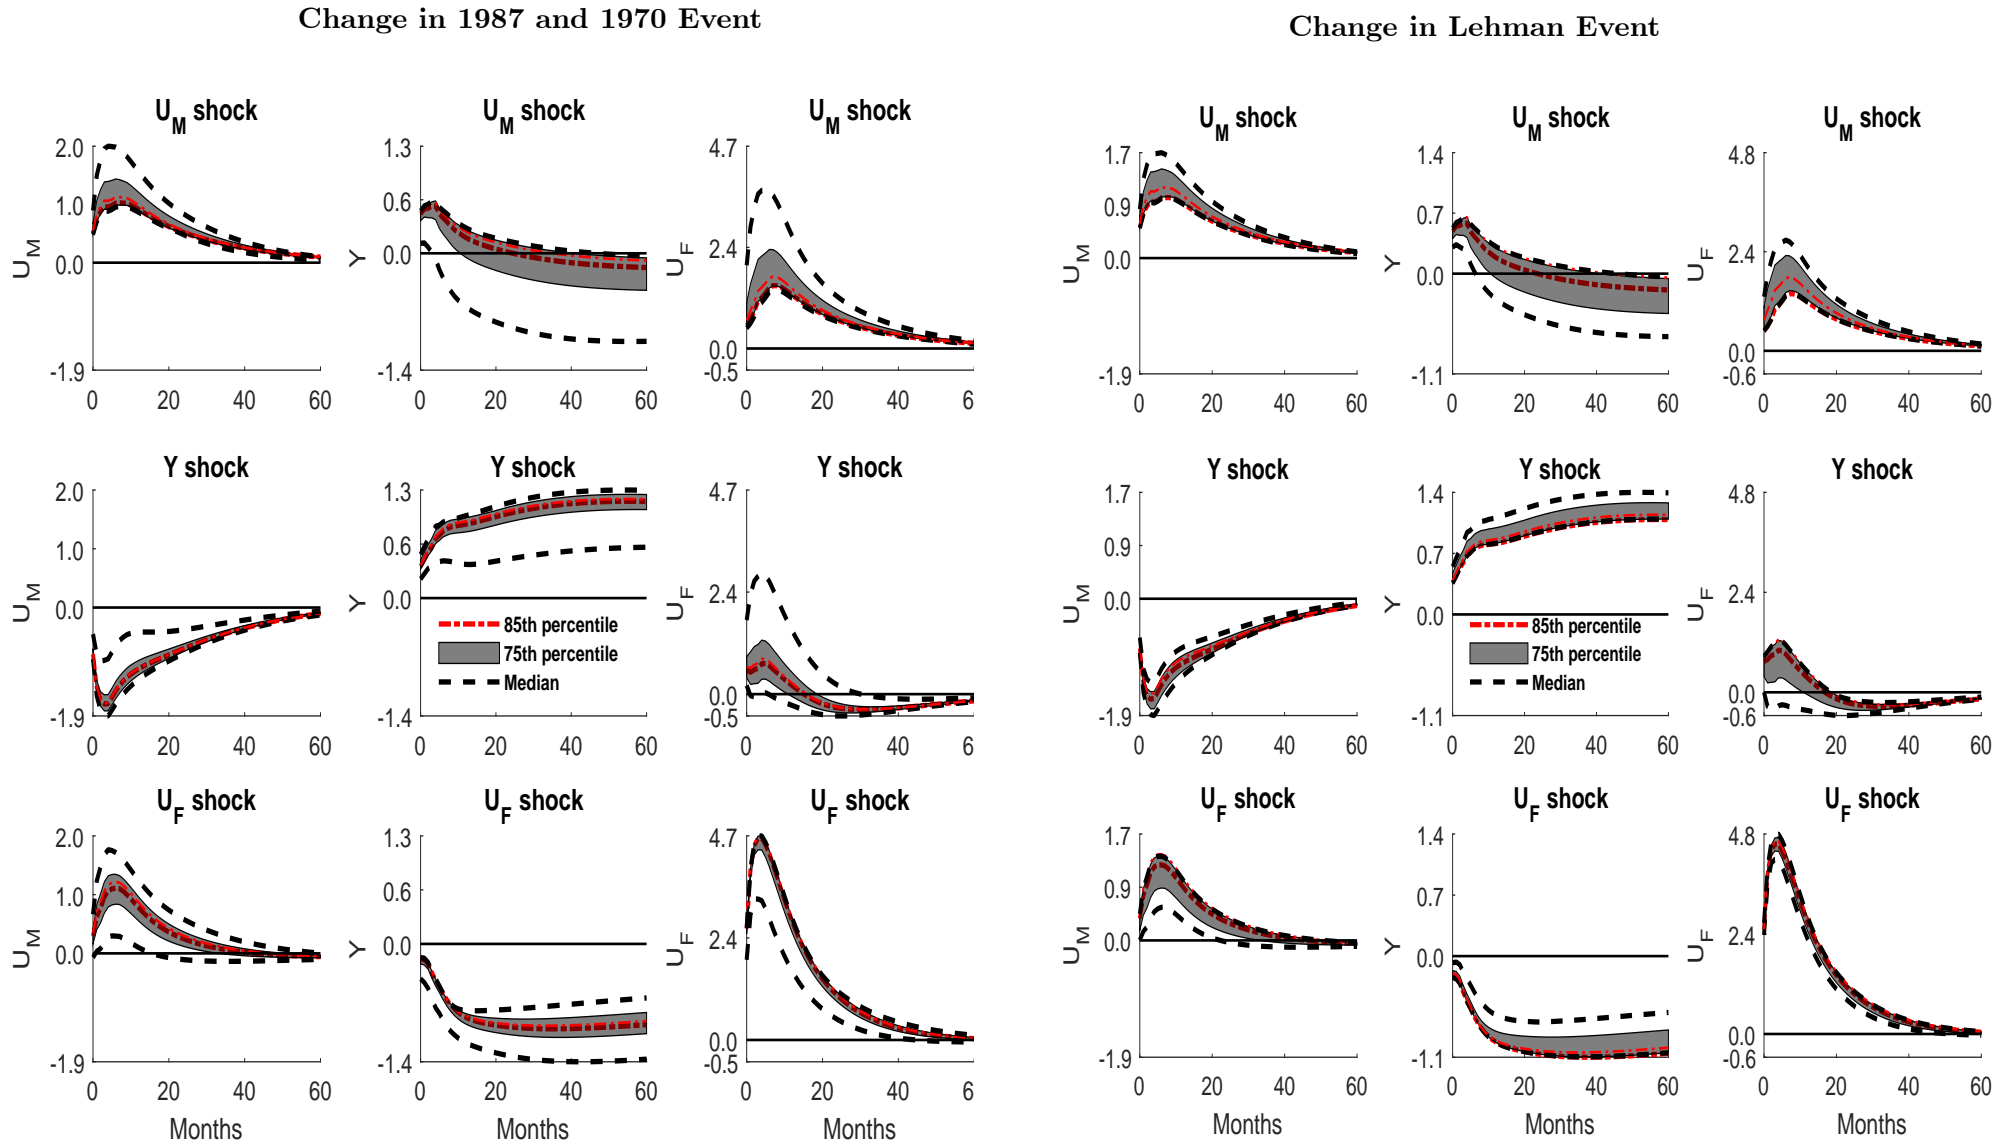 Change in 1987 and 1970 Event
U_M shock
U_M shock
U_M shock
2.0
1.0
0.0
-1.9
U_M
0
20
40
60
1.3
0.6
0.0
-1.4
Y
0
20
40
60
4.7
2.4
0.0
-0.5
U_F
0
20
40
6
Y shock
Y shock
Y shock
2.0
1.0
0.0
-1.9
U_M
0
20
40
60
1.3
0.6
0.0
-1.4
Y
85th percentile
75th percentile
Median
0
20
40
60
4.7
2.4
0.0
-0.5
U_F
0
20
40
6
U_F shock
U_F shock
U_F shock
2.0
1.0
0.0
-1.9
U_M
0
20
40
60
Months
1.3
0.6
0.0
-1.4
Y
0
20
40
60
Months
4.7
2.4
0.0
-0.5
U_F
0
20
40
60
Months
Change in Lehman Event
U_M shock
U_M shock
U_M shock
1.7
0.9
0.0
-1.9
U_M
0
20
40
60
1.4
0.7
0.0
-1.1
Y
0
20
40
60
4.8
2.4
0.0
-0.6
U_F
0
20
40
60
Y shock
Y shock
Y shock
1.7
0.9
0.0
-1.9
U_M
0
20
40
60
1.4
0.7
0.0
-1.1
Y
85th percentile
75th percentile
Median
0
20
40
60
4.8
2.4
0.0
-0.6
U_F
0
20
40
60
U_F shock
U_F shock
U_F shock
1.7
0.9
0.0
-1.9
U_M
0
20
40
60
Months
1.4
0.7
0.0
-1.1
Y
0
20
40
60
Months
4.8
2.4
0.0
-0.6
U_F
0
20
40
60
Months